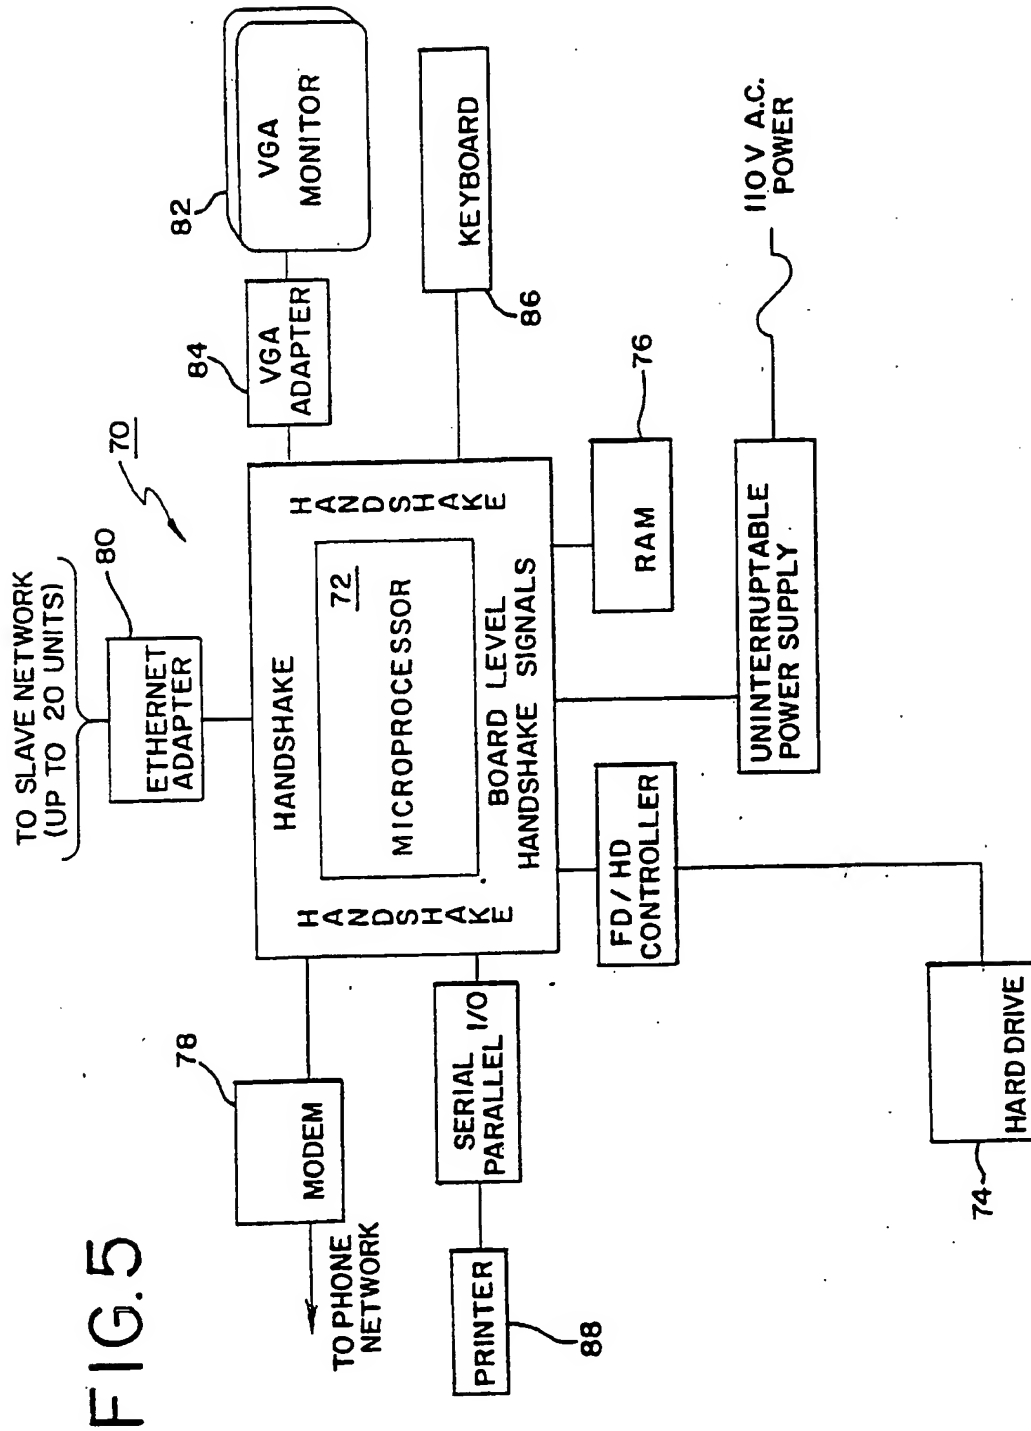 FIG. 5
TO SLAVE NETWORK
(UP TO 20 UNITS)
70
80
ETHERNET
ADAPTER
82
VGA
MONITOR
84
VGA
ADAPTER
78
MODEM
TO PHONE
NETWORK
HANDSHAKE
HANDSHAKE
72
MICROPROCESSOR
HANDSHAKE
BOARD LEVEL
HANDSHAKE SIGNALS
KEYBOARD
86
SERIAL
PARALLEL I/O
PRINTER
88
FD/HD
CONTROLLER
RAM
76
UNINTERRUPTABLE
POWER SUPPLY
110V A.C.
POWER
74
HARD DRIVE